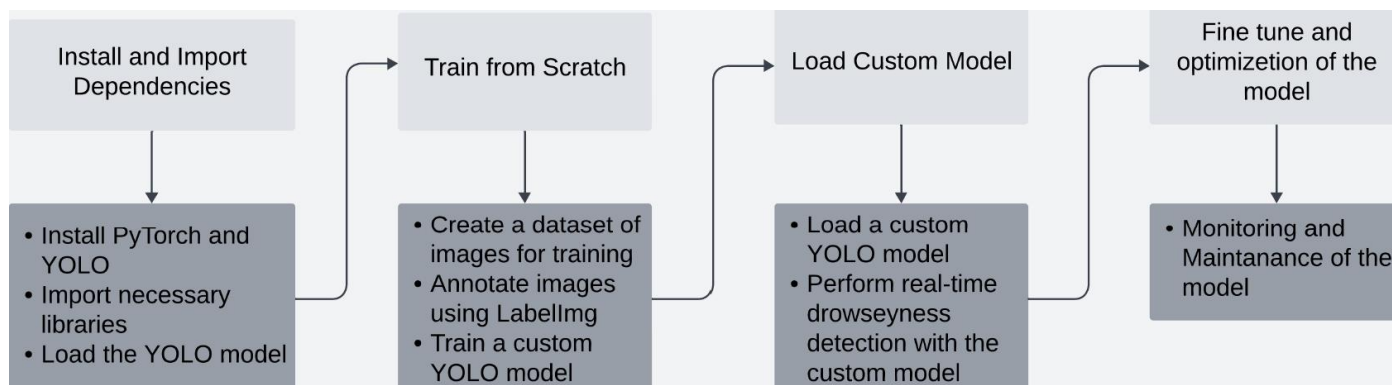 Install and Import
Dependencies
• Install PyTorch and
YOLO
• Import necessary
libraries
• Load the YOLO model
Train from Scratch
• Create a dataset of
images for training
• Annotate images
using LabelImg
• Train a custom
YOLO model
Load Custom Model
• Load a custom
YOLO model
• Perform real-time
drowseyness
detection with the
custom model
Fine tune and
optimizetion of the
model
• Monitoring and
Maintanance of the
model